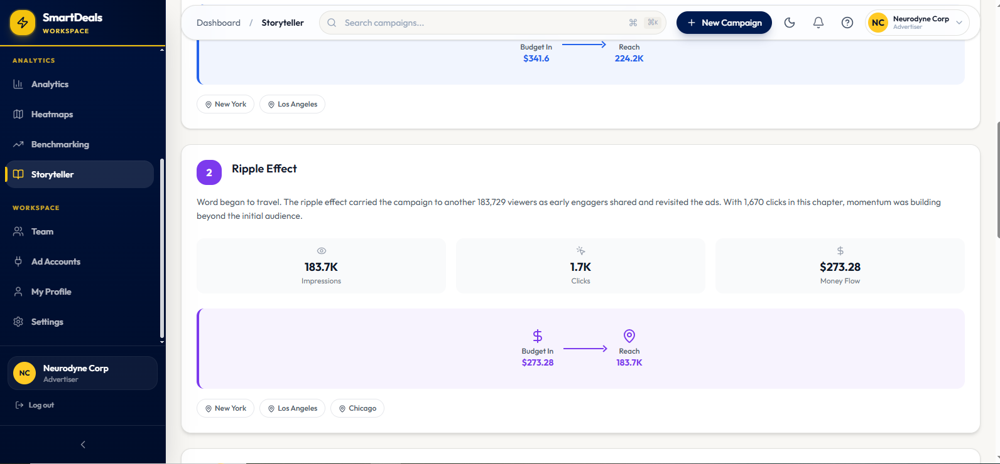 SmartDeals
WORKSPACE
ANALYTICS
Analytics
Heatmaps
Benchmarking
Storyteller
WORKSPACE
Team
Ad Accounts
My Profile
Settings
NC
Neurodyne Corp
Advertiser
Log out
Dashboard / Storyteller
Search campaigns...
⌘ ⌘K
+ New Campaign
NC
Neurodyne Corp
Advertiser
Budget In
$341.6
Reach
224.2K
New York
Los Angeles
2
Ripple Effect
Word began to travel. The ripple effect carried the campaign to another 183,729 viewers as early engagers shared and revisited the ads. With 1,670 clicks in this chapter, momentum was building
beyond the initial audience.
183.7K
Impressions
1.7K
Clicks
$273.28
Money Flow
Budget In
$273.28
Reach
183.7K
New York
Los Angeles
Chicago